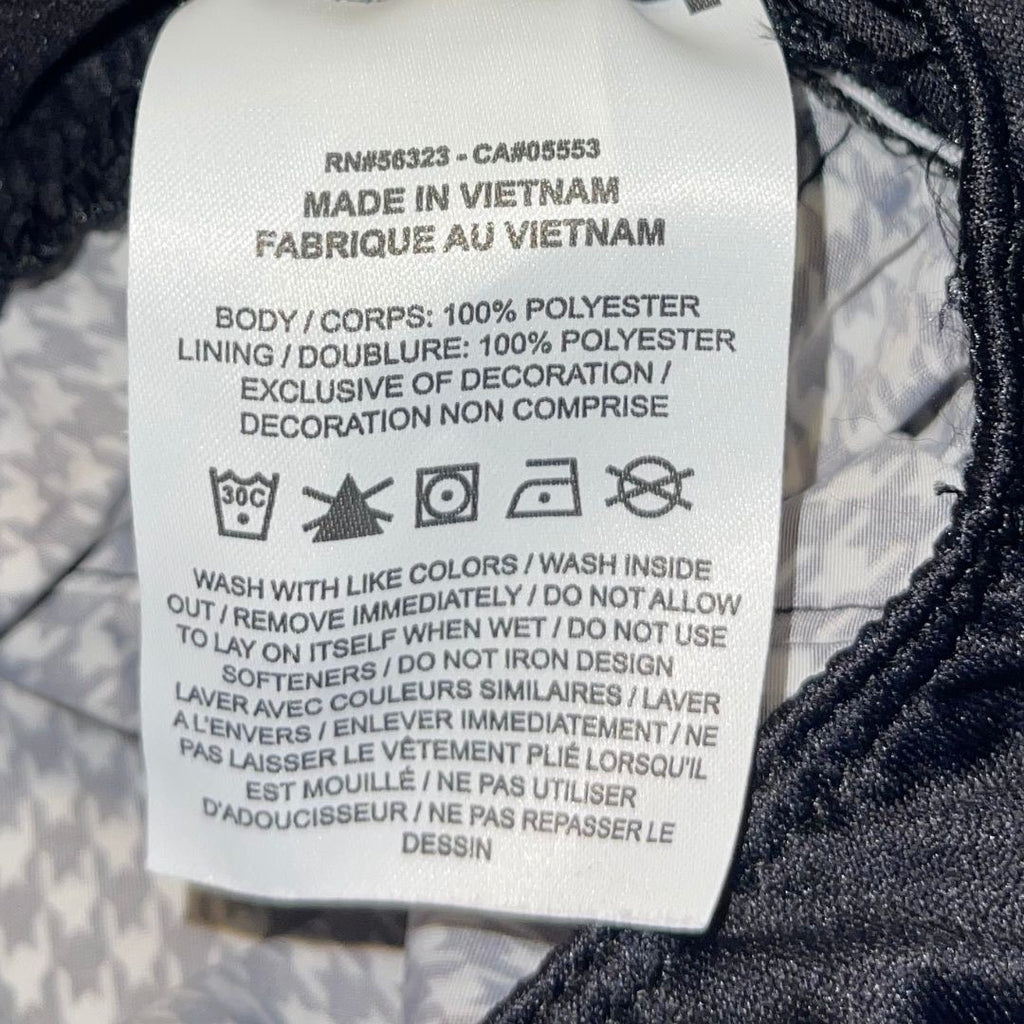 RN#56323 - CA#05553
MADE IN VIETNAM
FABRIQUE AU VIETNAM
BODY / CORPS: 100% POLYESTER
LINING / DOUBLURE: 100% POLYESTER
EXCLUSIVE OF DECORATION /
DECORATION NON COMPRISE
30C
WASH WITH LIKE COLORS / WASH INSIDE
OUT / REMOVE IMMEDIATELY / DO NOT ALLOW
TO LAY ON ITSELF WHEN WET / DO NOT USE
SOFTENERS / DO NOT IRON DESIGN
LAVER AVEC COULEURS SIMILAIRES / LAVER
A L'ENVERS / ENLEVER IMMEDIATEMENT / NE
PAS LAISSER LE VÊTEMENT PLIÉ LORSQU'IL
EST MOUILLÉ / NE PAS UTILISER
D'ADOUCISSEUR / NE PAS REPASSER LE
DESSIN